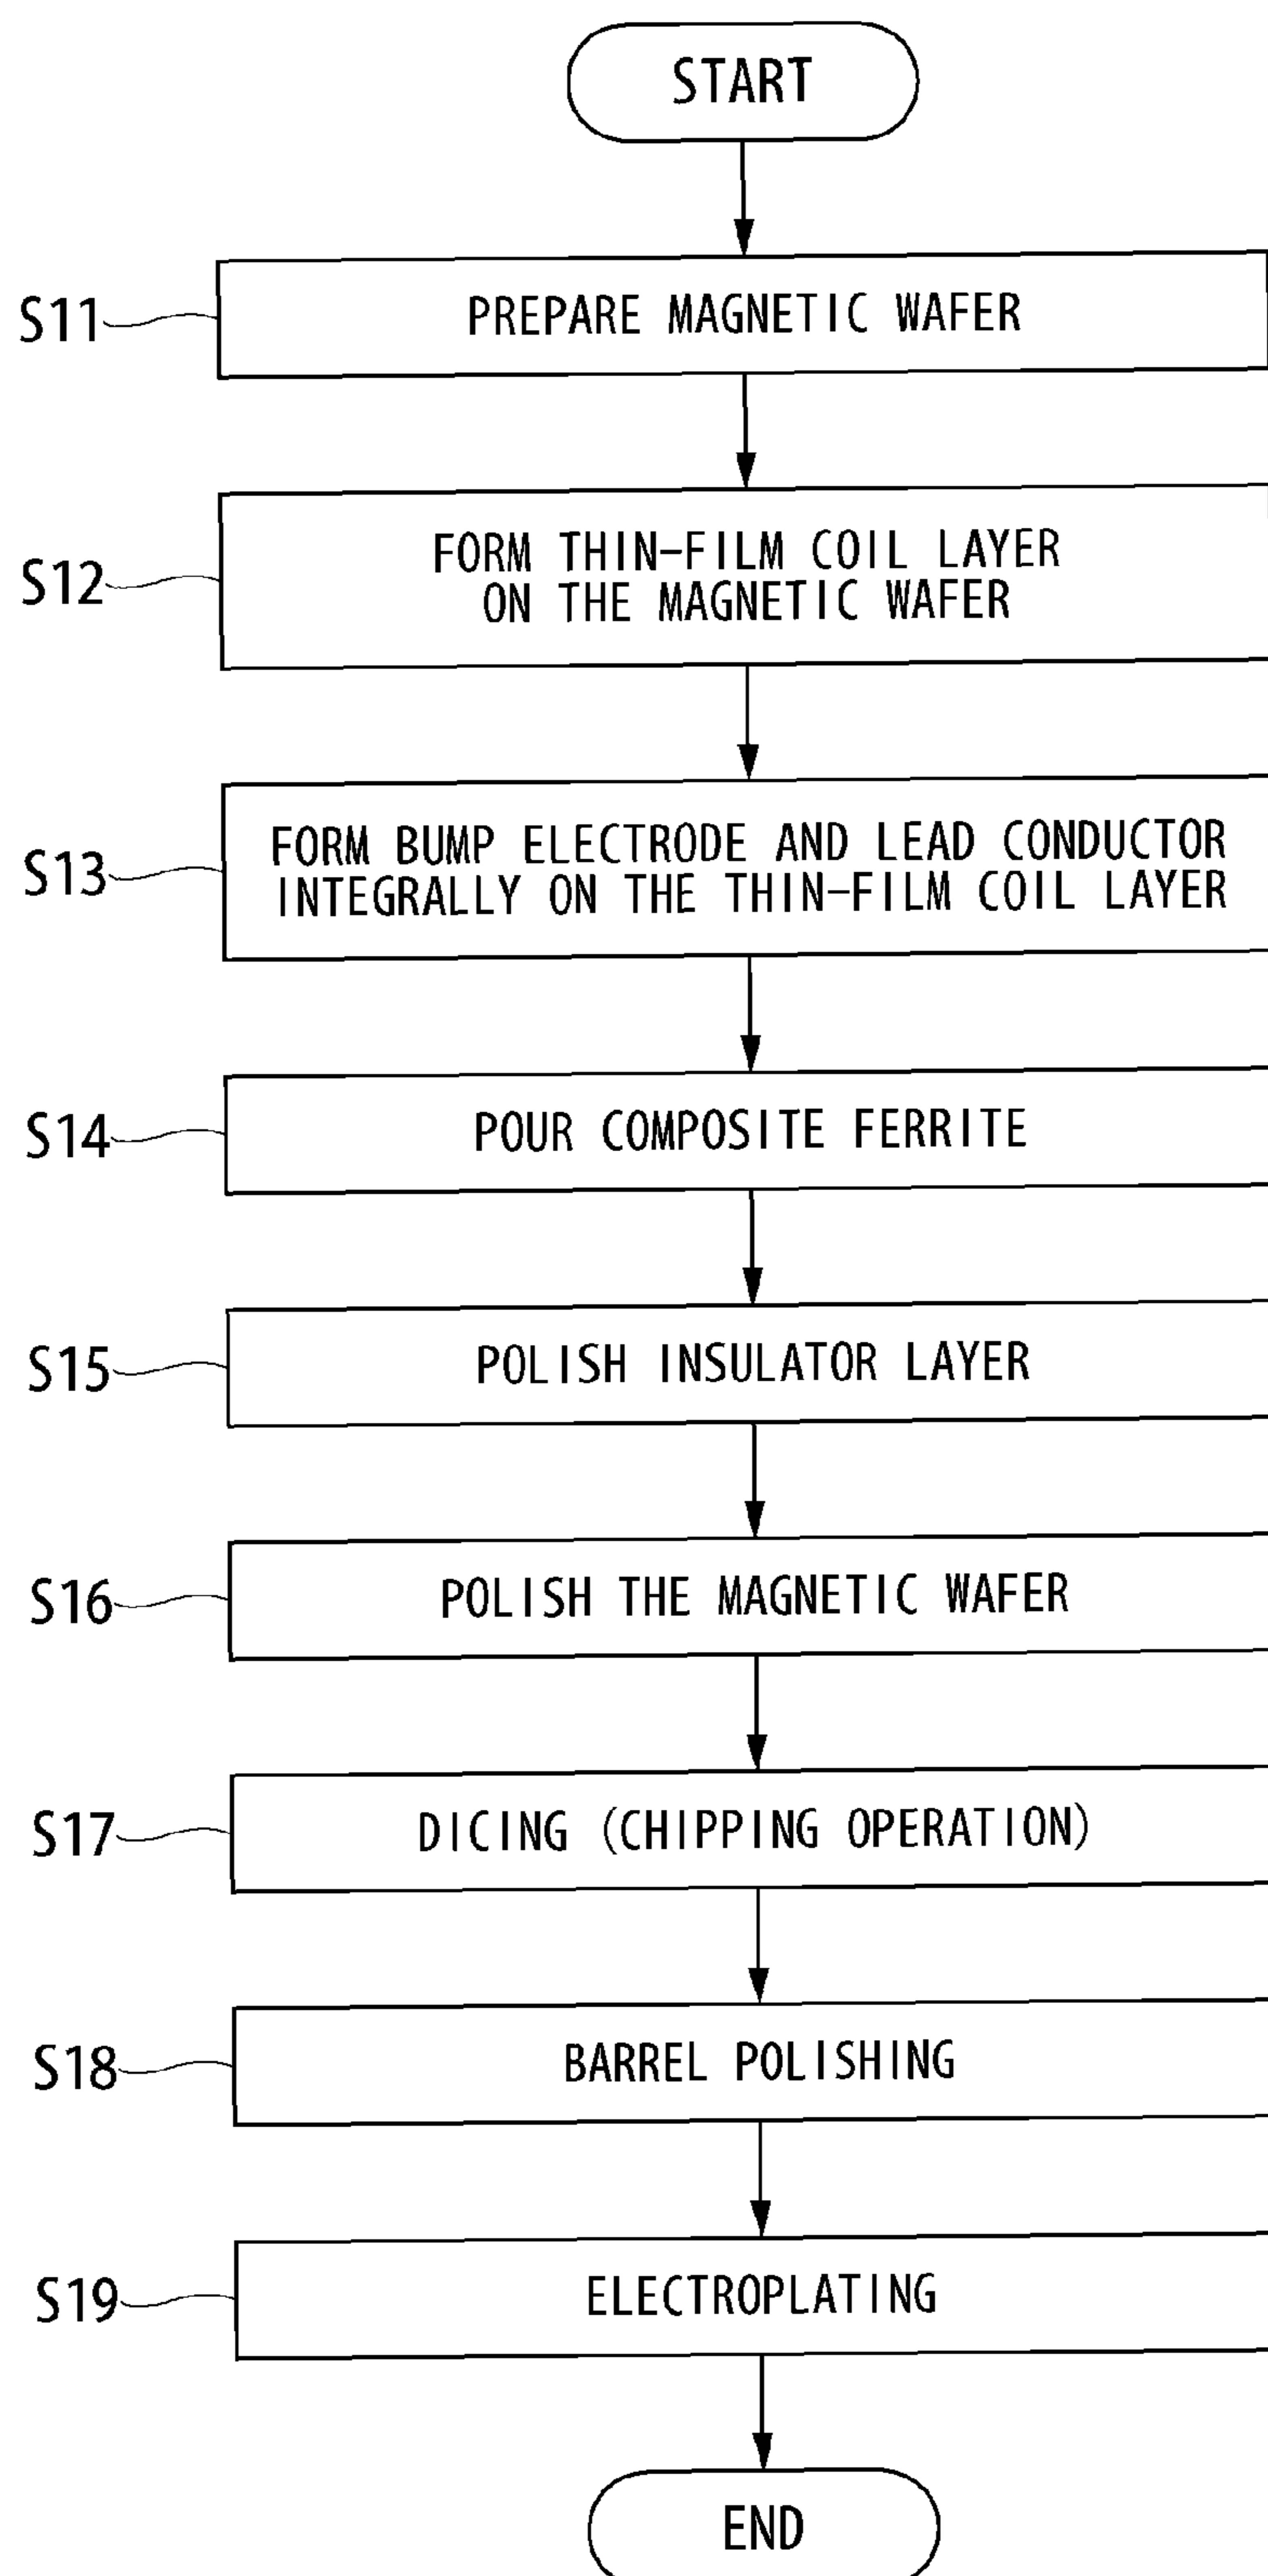 START
S11
PREPARE MAGNETIC WAFER
S12
FORM THIN-FILM COIL LAYER
ON THE MAGNETIC WAFER
S13
FORM BUMP ELECTRODE AND LEAD CONDUCTOR
INTEGRALLY ON THE THIN-FILM COIL LAYER
S14
POUR COMPOSITE FERRITE
S15
POLISH INSULATOR LAYER
S16
POLISH THE MAGNETIC WAFER
S17
DICING (CHIPPING OPERATION)
S18
BARREL POLISHING
S19
ELECTROPLATING
END